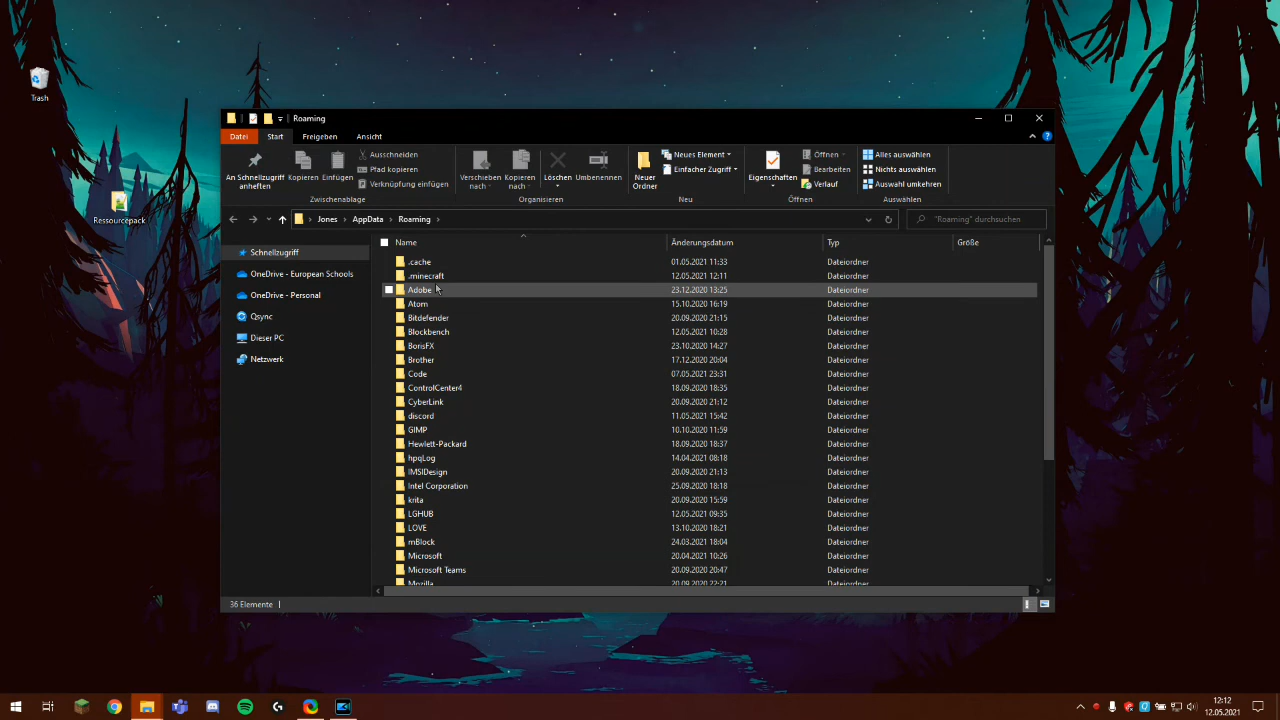 Trash
Ressourcepack
Roaming
Datei Start Freigeben Ansicht
An Schnellzugriff anheften
Kopieren
Einfügen
Ausschneiden
Pfad kopieren
Verknüpfung einfügen
Zwischenablage
Verschieben nach
Kopieren nach
Löschen
Umbenennen
Organisieren
Neuer Ordner
Neues Element
Einfacher Zugriff
Neu
Eigenschaften
Öffnen
Bearbeiten
Verlauf
Öffnen
Alles auswählen
Nichts auswählen
Auswahl umkehren
Auswählen
Jones › AppData › Roaming ›
"Roaming" durchsuchen
Schnellzugriff
OneDrive - European Schools
OneDrive - Personal
Qsync
Dieser PC
Netzwerk
Name Änderungsdatum Typ Größe
.cache 01.05.2021 11:33 Dateiordner
.minecraft 12.05.2021 12:11 Dateiordner
Adobe 23.12.2020 13:25 Dateiordner
Atom 15.10.2020 16:19 Dateiordner
Bitdefender 20.09.2020 21:15 Dateiordner
Blockbench 12.05.2021 10:28 Dateiordner
BorisFX 23.10.2020 14:27 Dateiordner
Brother 17.12.2020 20:04 Dateiordner
Code 07.05.2021 23:31 Dateiordner
ControlCenter4 18.09.2020 18:35 Dateiordner
CyberLink 20.09.2020 21:12 Dateiordner
discord 11.05.2021 15:42 Dateiordner
GIMP 10.10.2020 11:59 Dateiordner
Hewlett-Packard 18.09.2020 18:37 Dateiordner
hpqLog 14.04.2021 08:18 Dateiordner
IMSIDesign 20.09.2020 21:13 Dateiordner
Intel Corporation 25.09.2020 18:18 Dateiordner
krita 20.09.2020 15:59 Dateiordner
LGHUB 12.05.2021 09:35 Dateiordner
LOVE 13.10.2020 18:21 Dateiordner
mBlock 24.03.2021 18:04 Dateiordner
Microsoft 20.04.2021 10:26 Dateiordner
Microsoft Teams 20.09.2020 20:47 Dateiordner
Mozilla 20.09.2020 22:21 Dateiordner
36 Elemente
12:12
12.05.2021